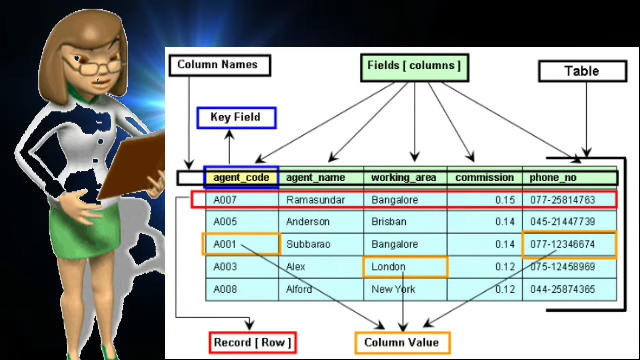 Column Names
Fields [ columns ]
Table
Key Field
agent_code agent_name working_area commission phone_no
A007 Ramasundar Bangalore 0.15 077-25814763
A005 Anderson Brisban 0.14 045-21447739
A001 Subbarao Bangalore 0.14 077-12346674
A003 Alex London 0.12 075-12458969
A008 Alford New York 0.12 044-25874365
Record [ Row ]
Column Value